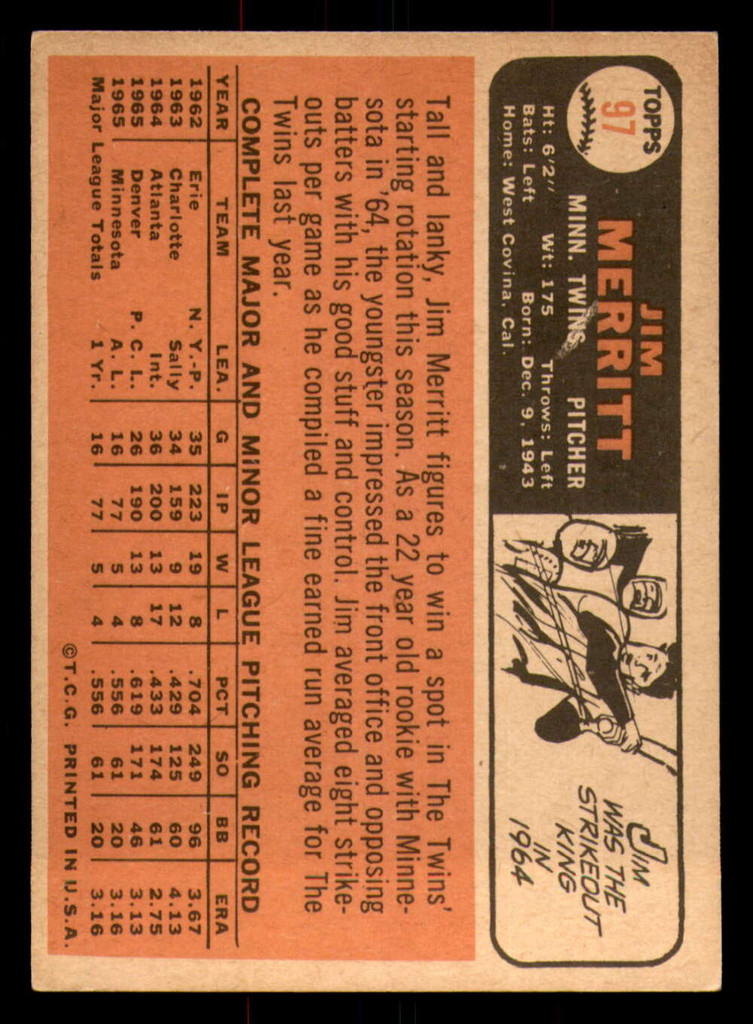 TOPPS
97
JIM
MERRITT
MINN. TWINS PITCHER
Ht: 6'2" Wt: 175 Throws: Left
Bats: Left Born: Dec. 9, 1943
Home: West Covina, Cal.
JIM
WAS THE
STRIKEOUT
KING
IN
1964
Tall and lanky, Jim Merritt figures to win a spot in The Twins'
starting rotation this season. As a 22 year old rookie with Minne-
sota in '64, the youngster impressed the front office and opposing
batters with his good stuff and control. Jim averaged eight strike-
outs per game as he compiled a fine earned run average for The
Twins last year.
COMPLETE MAJOR AND MINOR LEAGUE PITCHING RECORD
YEAR TEAM LEA. G IP W L PCT SO BB ERA
1962 Erie N.Y.-P. 35 223 19 8 .704 249 96 3.67
1963 Charlotte Sally 34 159 9 12 .429 125 60 4.13
1964 Atlanta Int. 36 200 13 17 .433 174 61 2.75
1965 Denver P.C.L. 26 190 13 8 .619 171 46 3.13
1965 Minnesota A.L. 16 77 5 4 .556 61 20 3.16
Major League Totals 1 Yr. 16 77 5 4 .556 61 20 3.16
©T.C.G. PRINTED IN U.S.A.